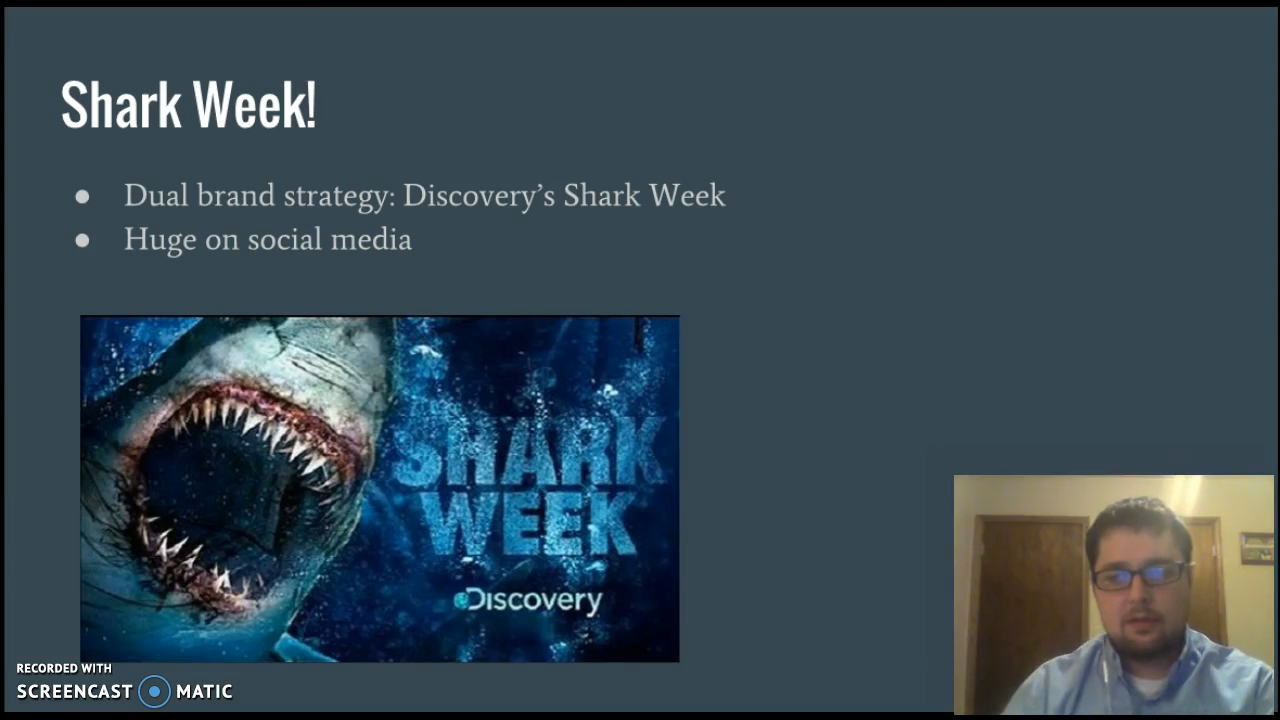 Shark Week!
● Dual brand strategy: Discovery’s Shark Week
● Huge on social media
SHARK
WEEK
Discovery
RECORDED WITH
SCREENCAST MATIC